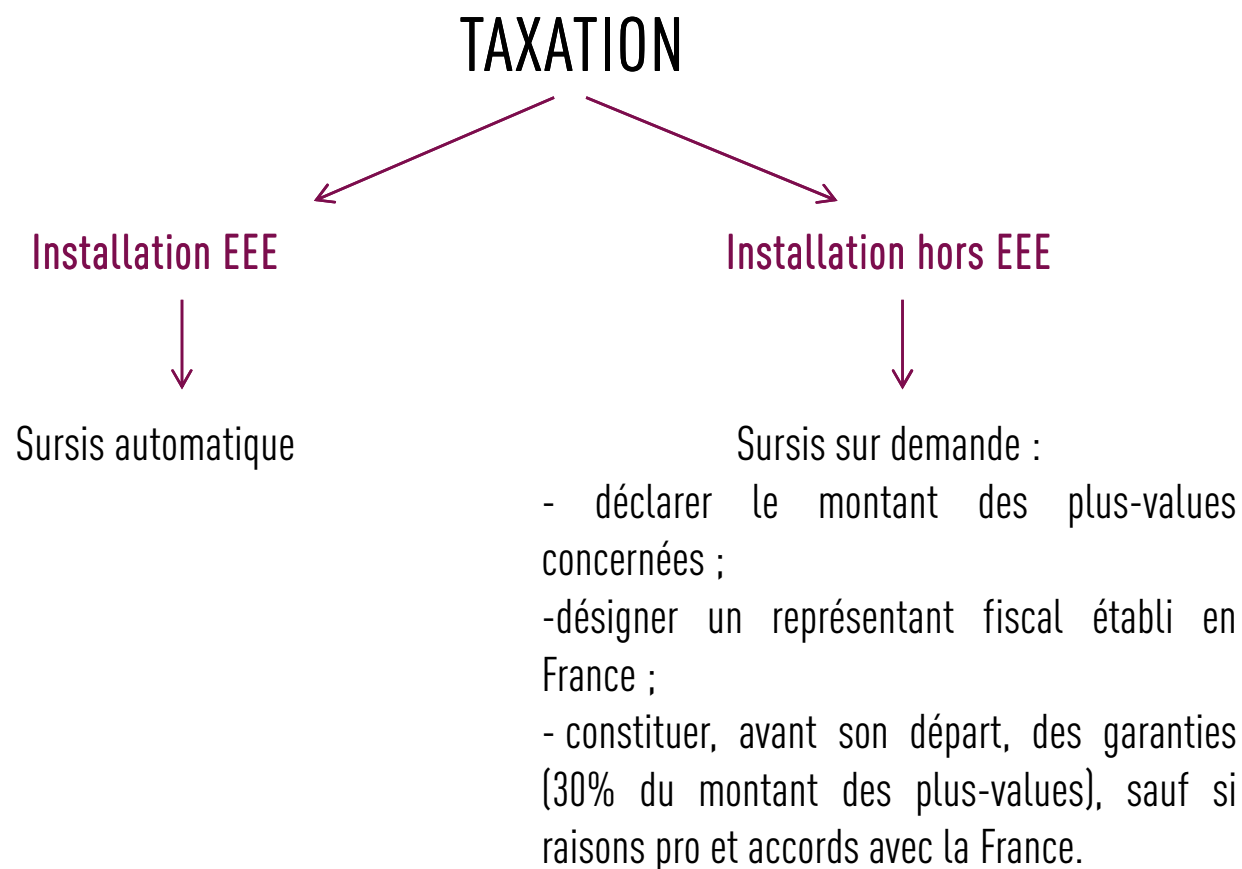 TAXATION
Installation EEE
Installation hors EEE
Sursis automatique
Sursis sur demande :
- déclarer le montant des plus-values
concernées ;
-désigner un représentant fiscal établi en
France ;
- constituer, avant son départ, des garanties
(30% du montant des plus-values), sauf si
raisons pro et accords avec la France.